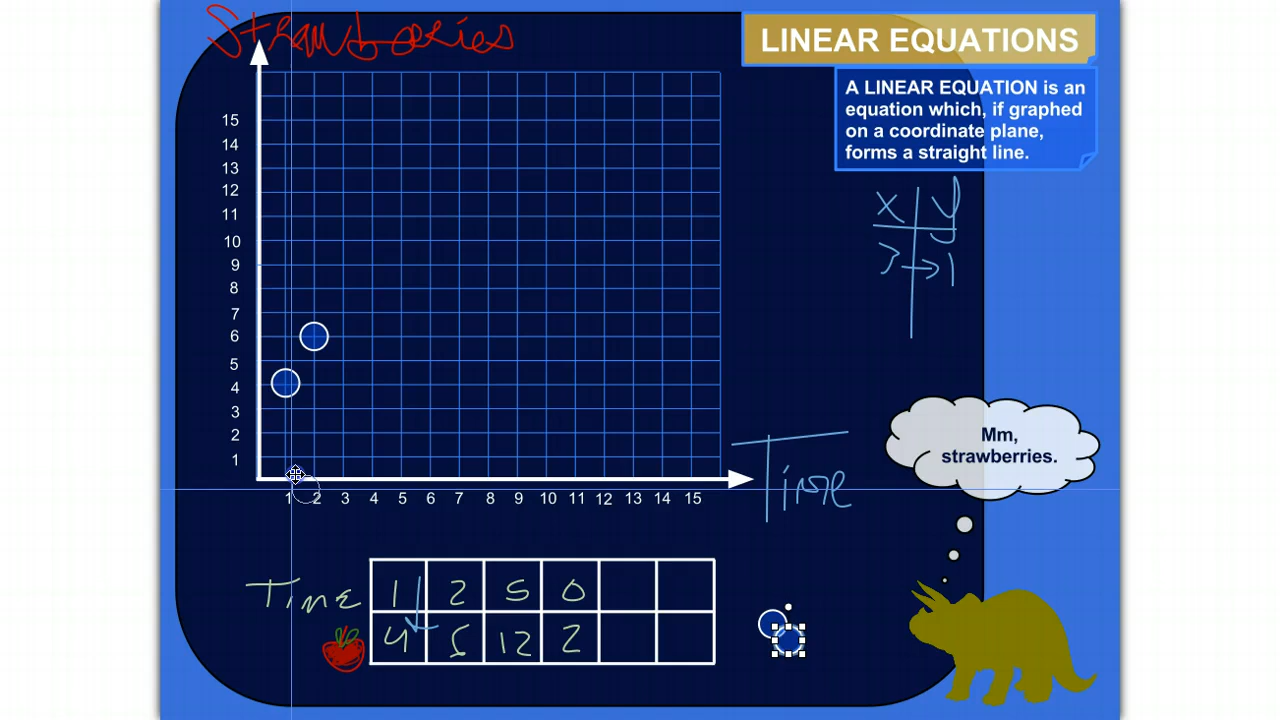 Strawberries
LINEAR EQUATIONS
A LINEAR EQUATION is an
equation which, if graphed
on a coordinate plane,
forms a straight line.
x y
3 → 1
15
14
13
12
11
10
9
8
7
6
5
4
3
2
1
1 2 3 4 5 6 7 8 9 10 11 12 13 14 15
Time
Mm,
strawberries.
Time 1 2 5 0
4 5 12 2